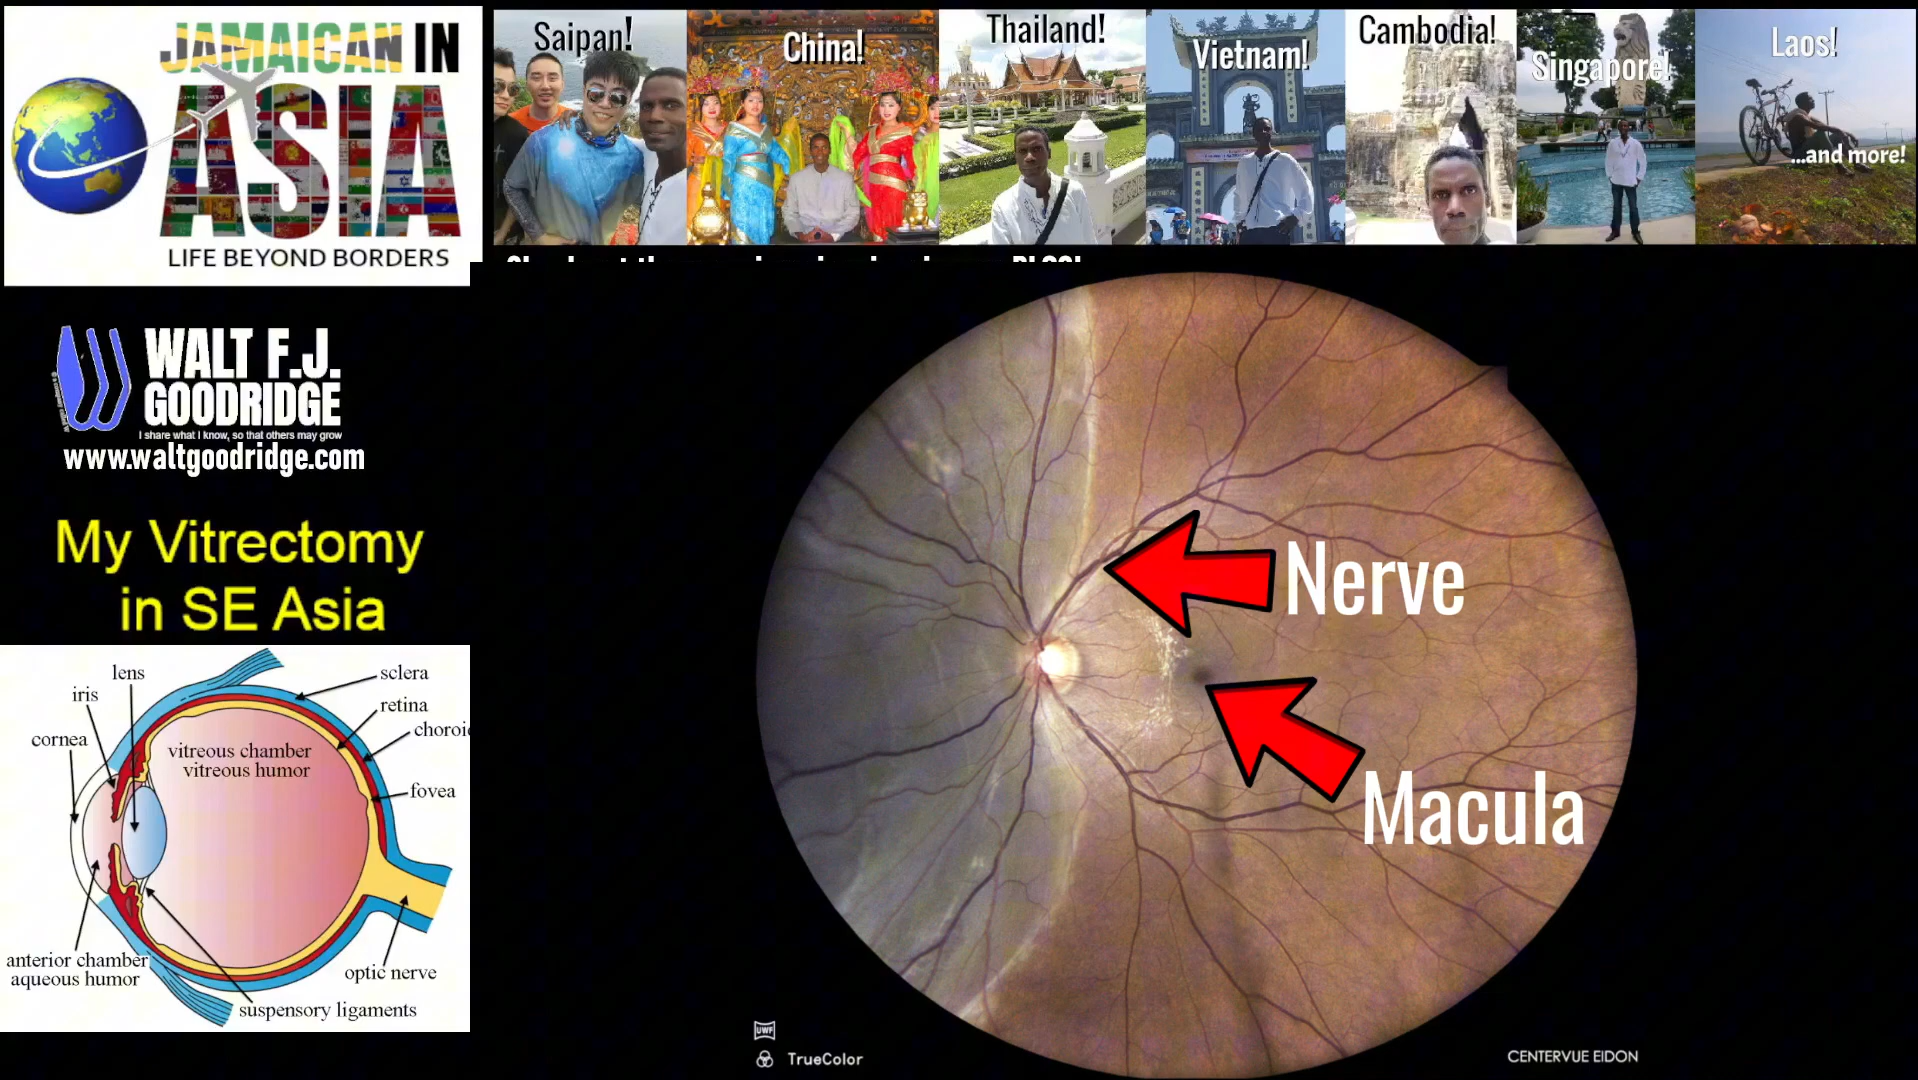 JAMAICAN IN
ASIA
LIFE BEYOND BORDERS
Saipan!
China!
Thailand!
Vietnam!
Cambodia!
Singapore!
Laos!
...and more!
WALT F.J.
GOODRIDGE
I share what I know, so that others may grow
www.waltgoodridge.com
My Vitrectomy
in SE Asia
lens
iris
cornea
sclera
retina
choroi
vitreous chamber
vitreous humor
fovea
anterior chamber
aqueous humor
optic nerve
suspensory ligaments
Nerve
Macula
UWF
TrueColor
CENTERVUE EIDON